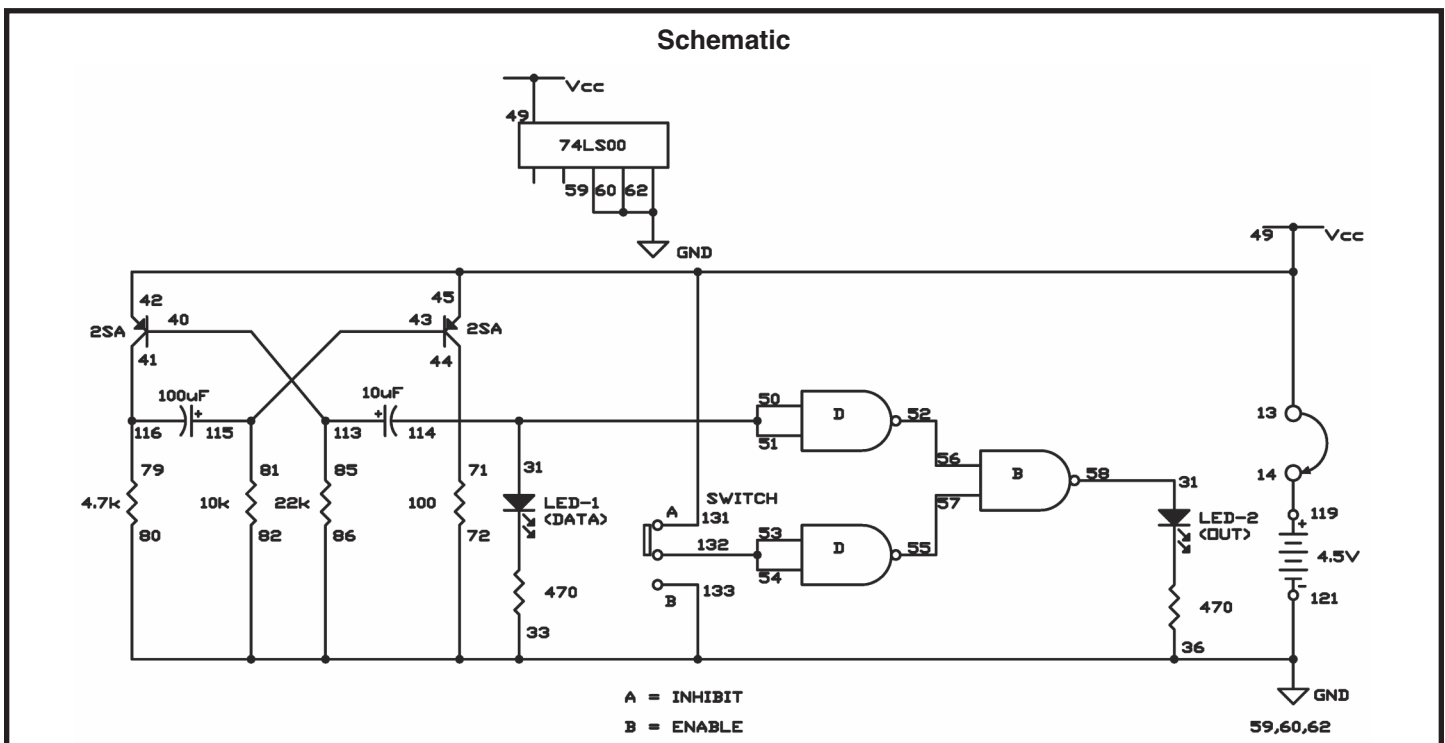 Schematic
Vcc
49
74LS00
59 60 62
GND
49 Vcc
42 45
40 43
2SA 2SA
41 44
100uF 10uF
+ +
116 115 113 114
50
D 52
51
13
14
79 81 85 71 31
4.7k 10k 22k 100 LED-1
(DATA)
80 82 86 72
SWITCH
A 131
132
B 133
53
D 55
54
56
B 58
57
31
LED-2
(OUT)
119
+
4.5V
-
121
470
33
470
36
A = INHIBIT
B = ENABLE
GND
59,60,62